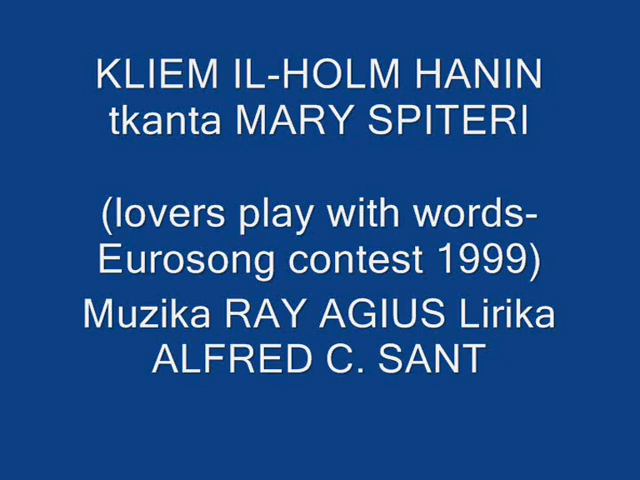 KLIEM IL-HOLM HANIN
tkanta MARY SPITERI
(lovers play with words-
Eurosong contest 1999)
Muzika RAY AGIUS Lirika
ALFRED C. SANT